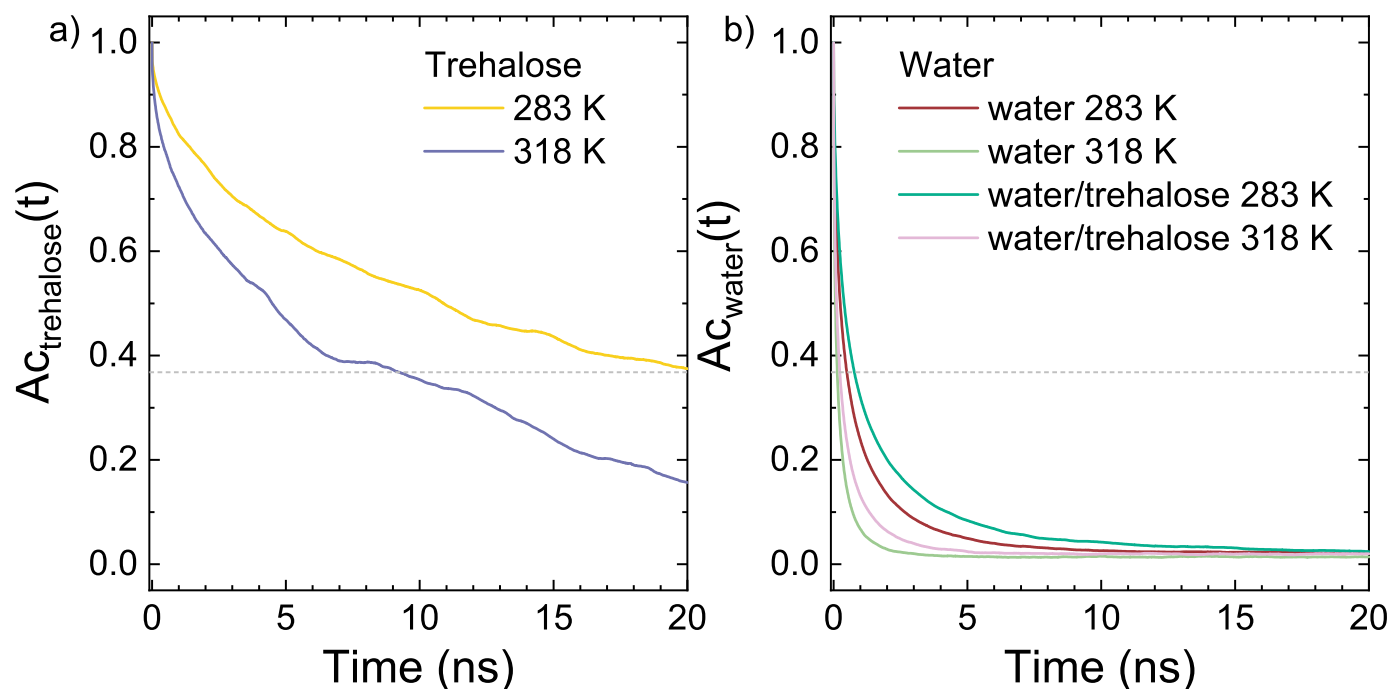 a)
Trehalose
283 K
318 K
1.0
0.8
0.6
0.4
0.2
0.0
Ac_trehalose(t)
0 5 10 15 20
Time (ns)
b)
Water
water 283 K
water 318 K
water/trehalose 283 K
water/trehalose 318 K
1.0
0.8
0.6
0.4
0.2
0.0
Ac_water(t)
0 5 10 15 20
Time (ns)